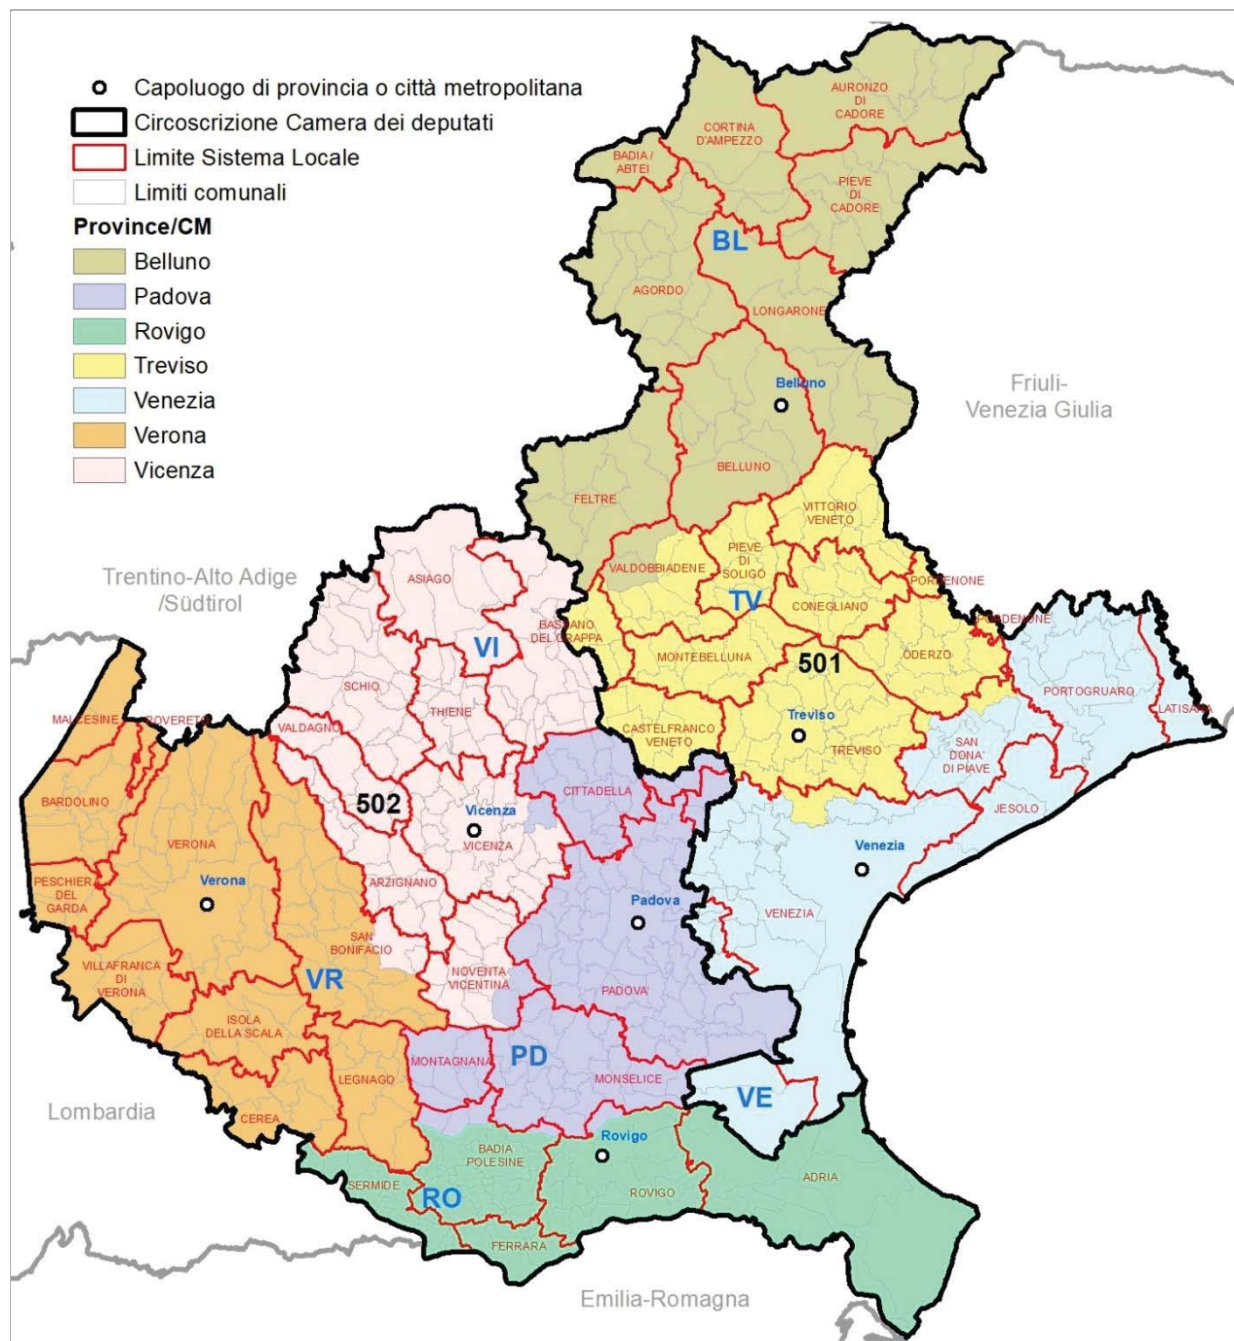 Capoluogo di provincia o città metropolitana
Circoscrizione Camera dei deputati
Limite Sistema Locale
Limiti comunali
Province/CM
Belluno
Padova
Rovigo
Treviso
Venezia
Verona
Vicenza
AURONZO
DI
CADORE
CORTINA
D'AMPEZZO
BADIA /
ABTEI
PIEVE
DI
CADORE
BL
AGORDO
LONGARONE
Belluno
Friuli-
Venezia Giulia
BELLUNO
FELTRE
VITTORIO
VENETO
Trentino-Alto Adige
/Südtirol
ASIAGO
VALDOBBIADENE
PIEVE
DI
SOLIGO
PORDENONE
TV
CONEGLIANO
BASSANO
DEL GRAPPA
PORDENONE
VI
MONTEBELLUNA
501
ODERZO
SCHIO
PORTOGRUARO
THIENE
LATISANA
MALCESINE
ROVERETO
VALDAGNO
CASTELFRANCO
VENETO
Treviso
TREVISO
SAN
DONA'
DI PIAVE
BARDOLINO
502
CITTADELLA
JESOLO
Vicenza
VICENZA
VERONA
Venezia
PESCHIERA
DEL
GARDA
Verona
ARZIGNANO
Padova
VENEZIA
SAN
BONIFACIO
VILLAFRANCA
DI
VERONA
VR
NOVENTA
VICENTINA
PADOVA
ISOLA
DELLA SCALA
PD
MONTAGNANA
LEGNAGO
MONSELICE
VE
Lombardia
CEREA
Rovigo
BADIA
POLESINE
ADRIA
SERMIDE
RO
ROVIGO
FERRARA
Emilia-Romagna